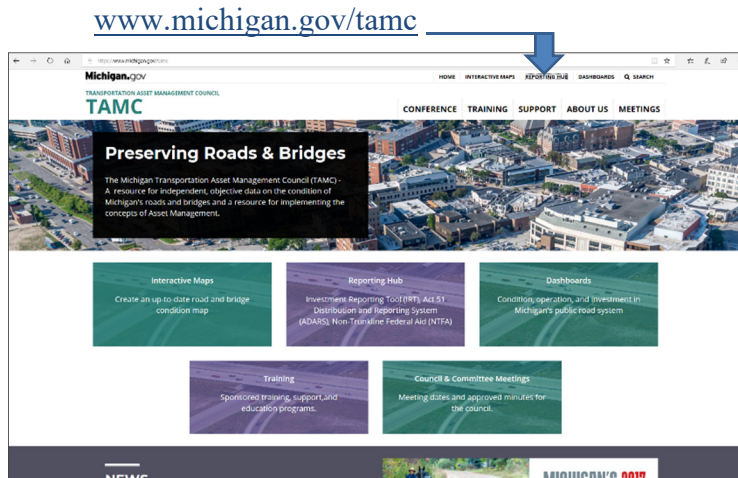 www.michigan.gov/tamc
https://www.michigan.gov/tamc
Michigan.gov
HOME INTERACTIVE MAPS REPORTING HUB DASHBOARDS SEARCH
TRANSPORTATION ASSET MANAGEMENT COUNCIL
TAMC
CONFERENCE TRAINING SUPPORT ABOUT US MEETINGS
Preserving Roads & Bridges
The Michigan Transportation Asset Management Council (TAMC) -
A resource for independent, objective data on the condition of
Michigan's roads and bridges and a resource for implementing the
concepts of Asset Management.
Interactive Maps
Create an up-to-date road and bridge
condition map
Reporting Hub
Investment Reporting Tool (IRT), Act 51
Distribution and Reporting System
(ADARS), Non-Trunkline Federal Aid (NTFA)
Dashboards
Condition, operation, and investment in
Michigan's public road system
Training
Sponsored training, support,and
education programs.
Council & Committee Meetings
Meeting dates and approved minutes for
the council.
NEWS
MICHIGAN'S 2017